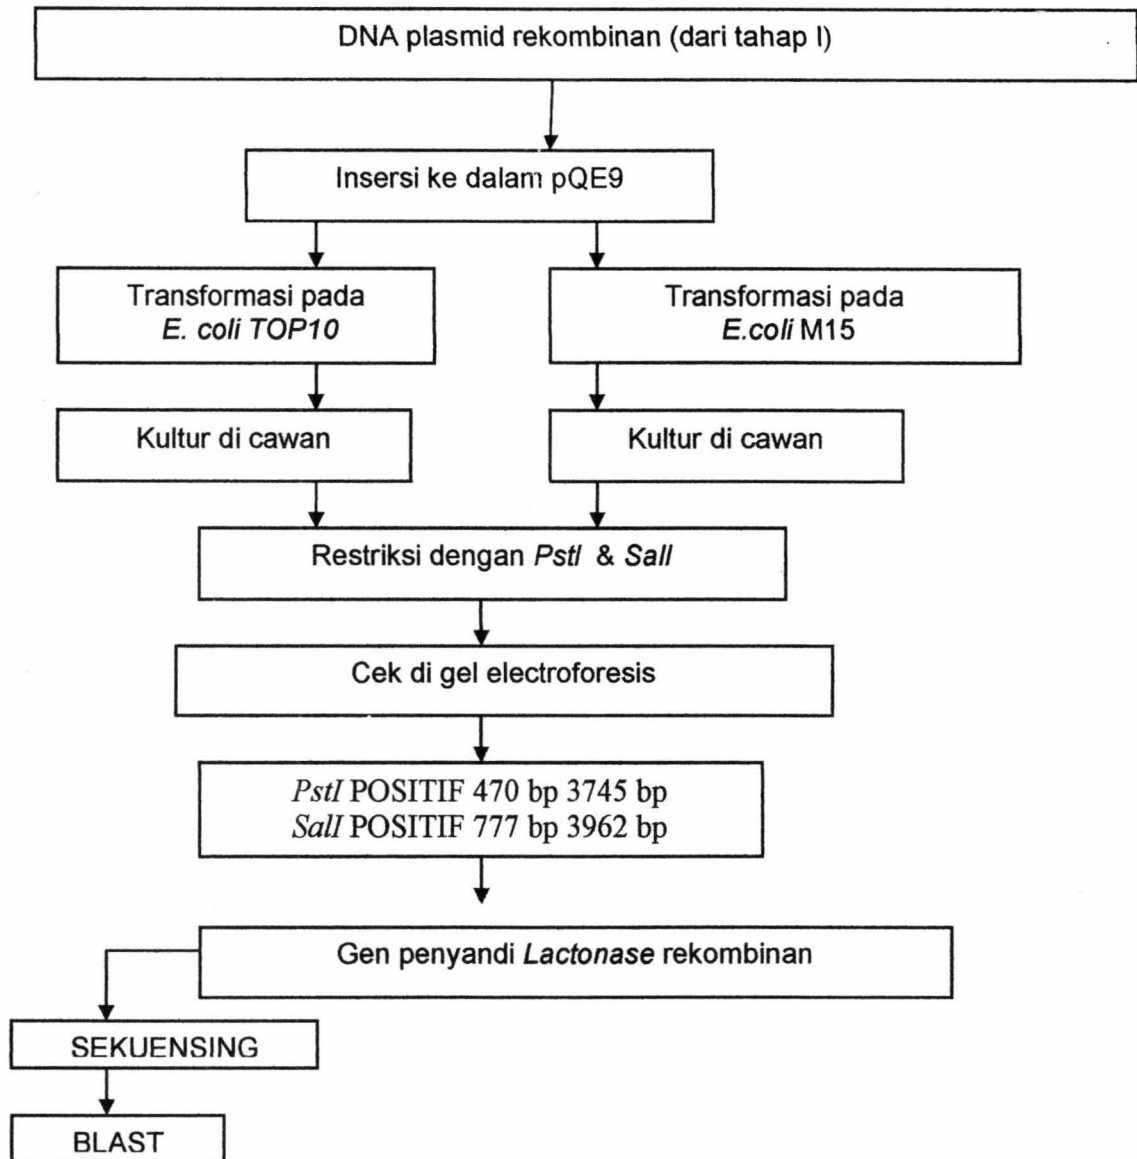 DNA plasmid rekombinan (dari tahap I)
Insersi ke dalam pQE9
Transformasi pada
E. coli TOP10
Transformasi pada
E.coli M15
Kultur di cawan
Kultur di cawan
Restriksi dengan PstI & SalI
Cek di gel electroforesis
PstI POSITIF 470 bp 3745 bp
SalI POSITIF 777 bp 3962 bp
Gen penyandi Lactonase rekombinan
SEKUENSING
BLAST